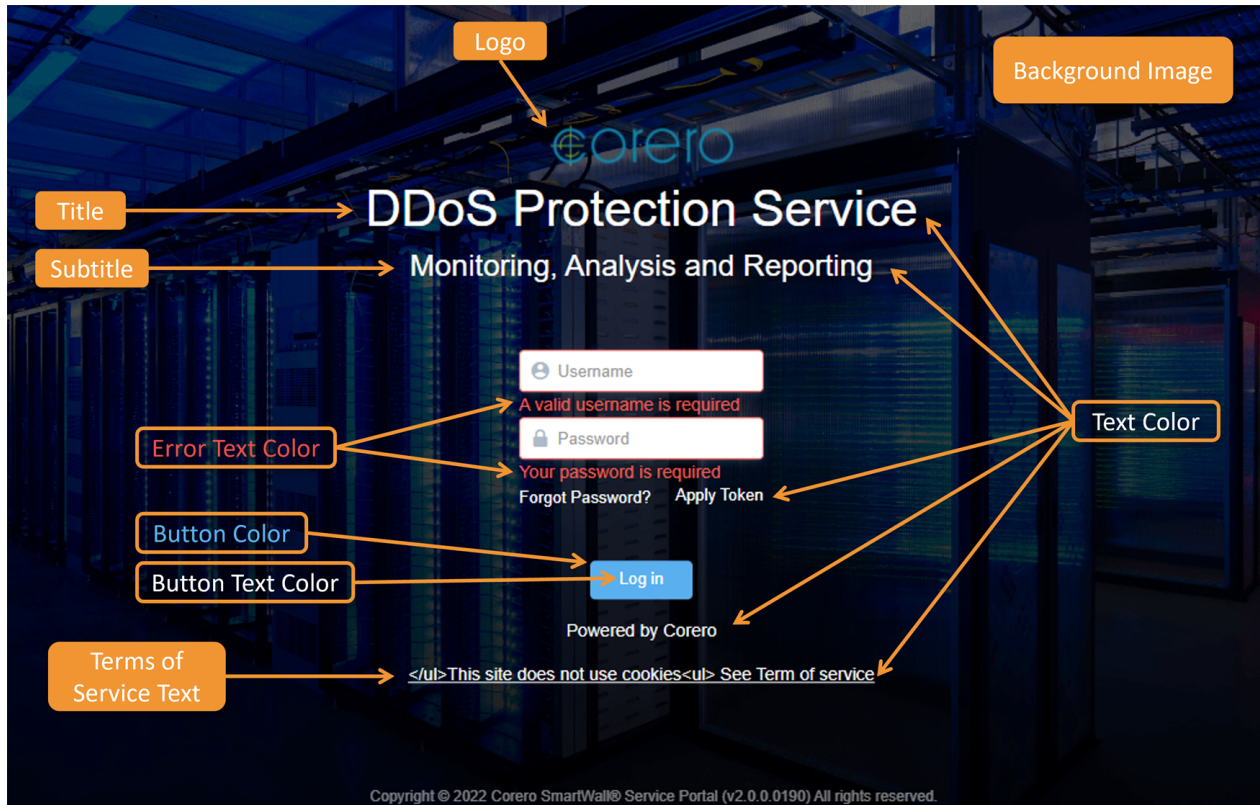 Logo
Background Image
corero
Title
DDoS Protection Service
Subtitle
Monitoring, Analysis and Reporting
Username
A valid username is required
Text Color
Password
Error Text Color
Your password is required
Forgot Password? Apply Token
Button Color
Button Text Color
Log in
Powered by Corero
Terms of
Service Text
</ul>This site does not use cookies<ul> See Term of service
Copyright © 2022 Corero SmartWall® Service Portal (v2.0.0.0190) All rights reserved.